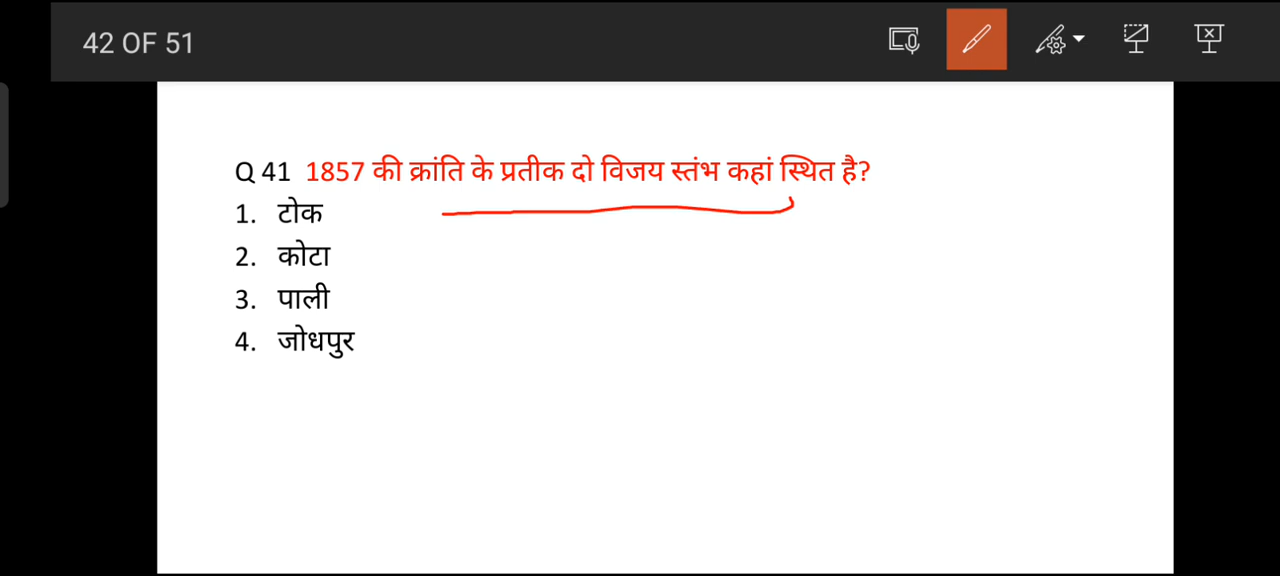 42 OF 51
Q 41 1857 की क्रांति के प्रतीक दो विजय स्तंभ कहां स्थित है?
1. टोक
2. कोटा
3. पाली
4. जोधपुर